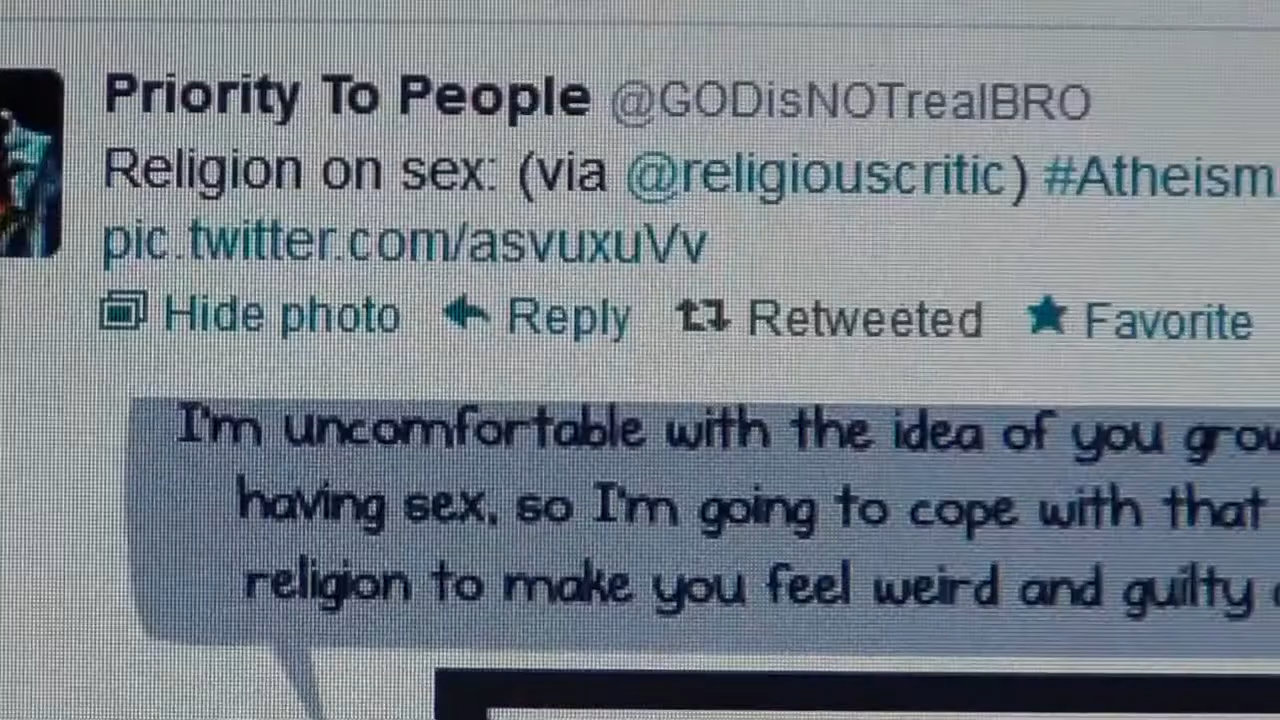 Priority To People @GODisNOTrealBRO
Religion on sex: (via @religiouscritic) #Atheism
pic.twitter.com/asvuxuVv
Hide photo Reply Retweeted Favorite
I'm uncomfortable with the idea of you
having sex, so I'm going to cope with that
religion to make you feel weird and guilty